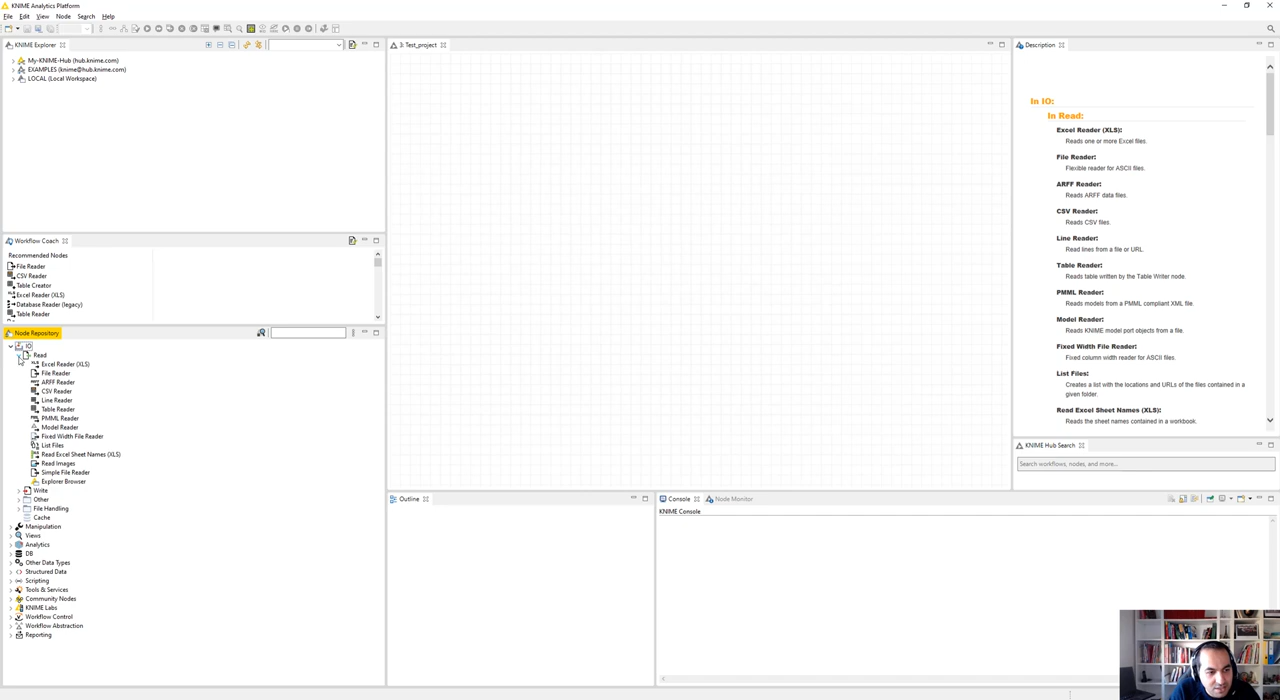 KNIME Analytics Platform
File Edit View Node Search Help
KNIME Explorer
My-KNIME-Hub (hub.knime.com)
EXAMPLES (knime@hub.knime.com)
LOCAL (Local Workspace)
Workflow Coach
Recommended Nodes
File Reader
CSV Reader
Table Creator
Excel Reader (XLS)
Database Reader (legacy)
Table Reader
Node Repository
IO
Read
Excel Reader (XLS)
File Reader
ARFF Reader
CSV Reader
Line Reader
Table Reader
PMML Reader
Model Reader
Fixed Width File Reader
List Files
Read Excel Sheet Names (XLS)
Read Images
Simple File Reader
Explorer Browser
Write
Other
File Handling
Cache
Manipulation
Views
Analytics
DB
Other Data Types
Structured Data
Scripting
Tools & Services
Community Nodes
KNIME Labs
Workflow Control
Workflow Abstraction
Reporting
3: Test_project
Outline
Console
Node Monitor
KNIME Console
Description
In IO:
In Read:
Excel Reader (XLS):
Reads one or more Excel files.
File Reader:
Flexible reader for ASCII files.
ARFF Reader:
Reads ARFF data files.
CSV Reader:
Reads CSV files.
Line Reader:
Read lines from a file or URL.
Table Reader:
Reads table written by the Table Writer node.
PMML Reader:
Reads models from a PMML compliant XML file.
Model Reader:
Reads KNIME model port objects from a file.
Fixed Width File Reader:
Fixed column width reader for ASCII files.
List Files:
Creates a list with the locations and URLs of the files contained in a
given folder.
Read Excel Sheet Names (XLS):
Reads the sheet names contained in a workbook.
KNIME Hub Search
Search workflows, nodes, and more...